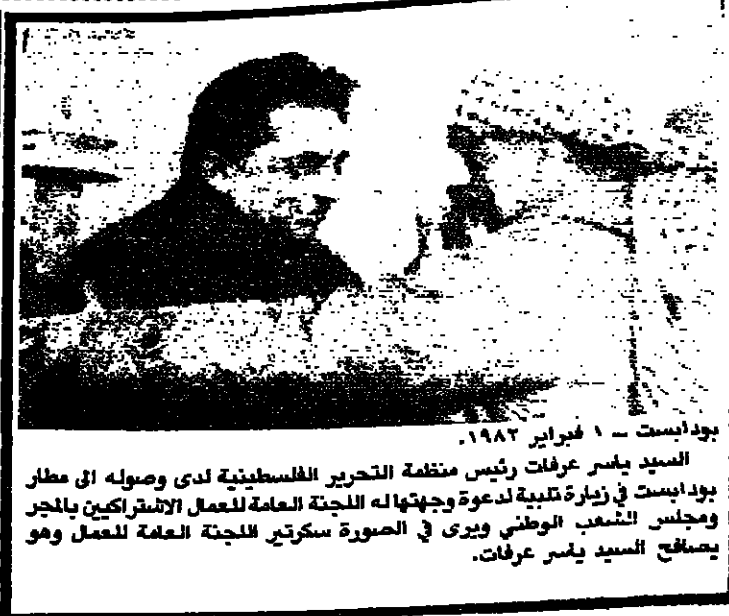 بودابست – ١ فبراير ١٩٨٢.
السيد ياسر عرفات رئيس منظمة التحرير الفلسطينية لدى وصوله الى مطار
بودابست في زيارة تلبية لدعوة وجهتها له اللجنة العامة للعمال الاشتراكيين بالمجر
ومجلس الشعب الوطني ويرى في الصورة سكرتير اللجنة العامة للعمال وهو
يصافح السيد ياسر عرفات.